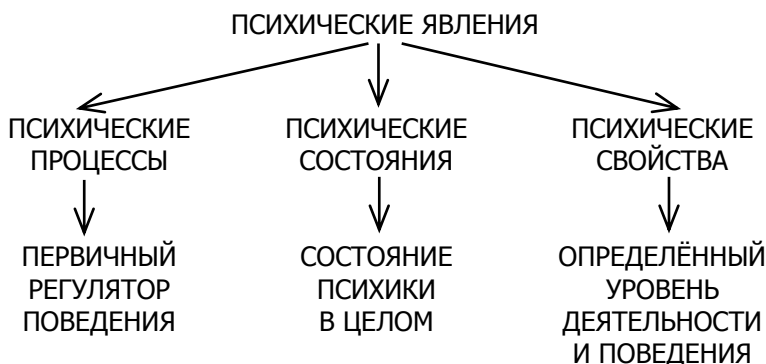 ПСИХИЧЕСКИЕ ЯВЛЕНИЯ
ПСИХИЧЕСКИЕ
ПРОЦЕССЫ
ПСИХИЧЕСКИЕ
СОСТОЯНИЯ
ПСИХИЧЕСКИЕ
СВОЙСТВА
ПЕРВИЧНЫЙ
РЕГУЛЯТОР
ПОВЕДЕНИЯ
СОСТОЯНИЕ
ПСИХИКИ
В ЦЕЛОМ
ОПРЕДЕЛЁННЫЙ
УРОВЕНЬ
ДЕЯТЕЛЬНОСТИ
И ПОВЕДЕНИЯ